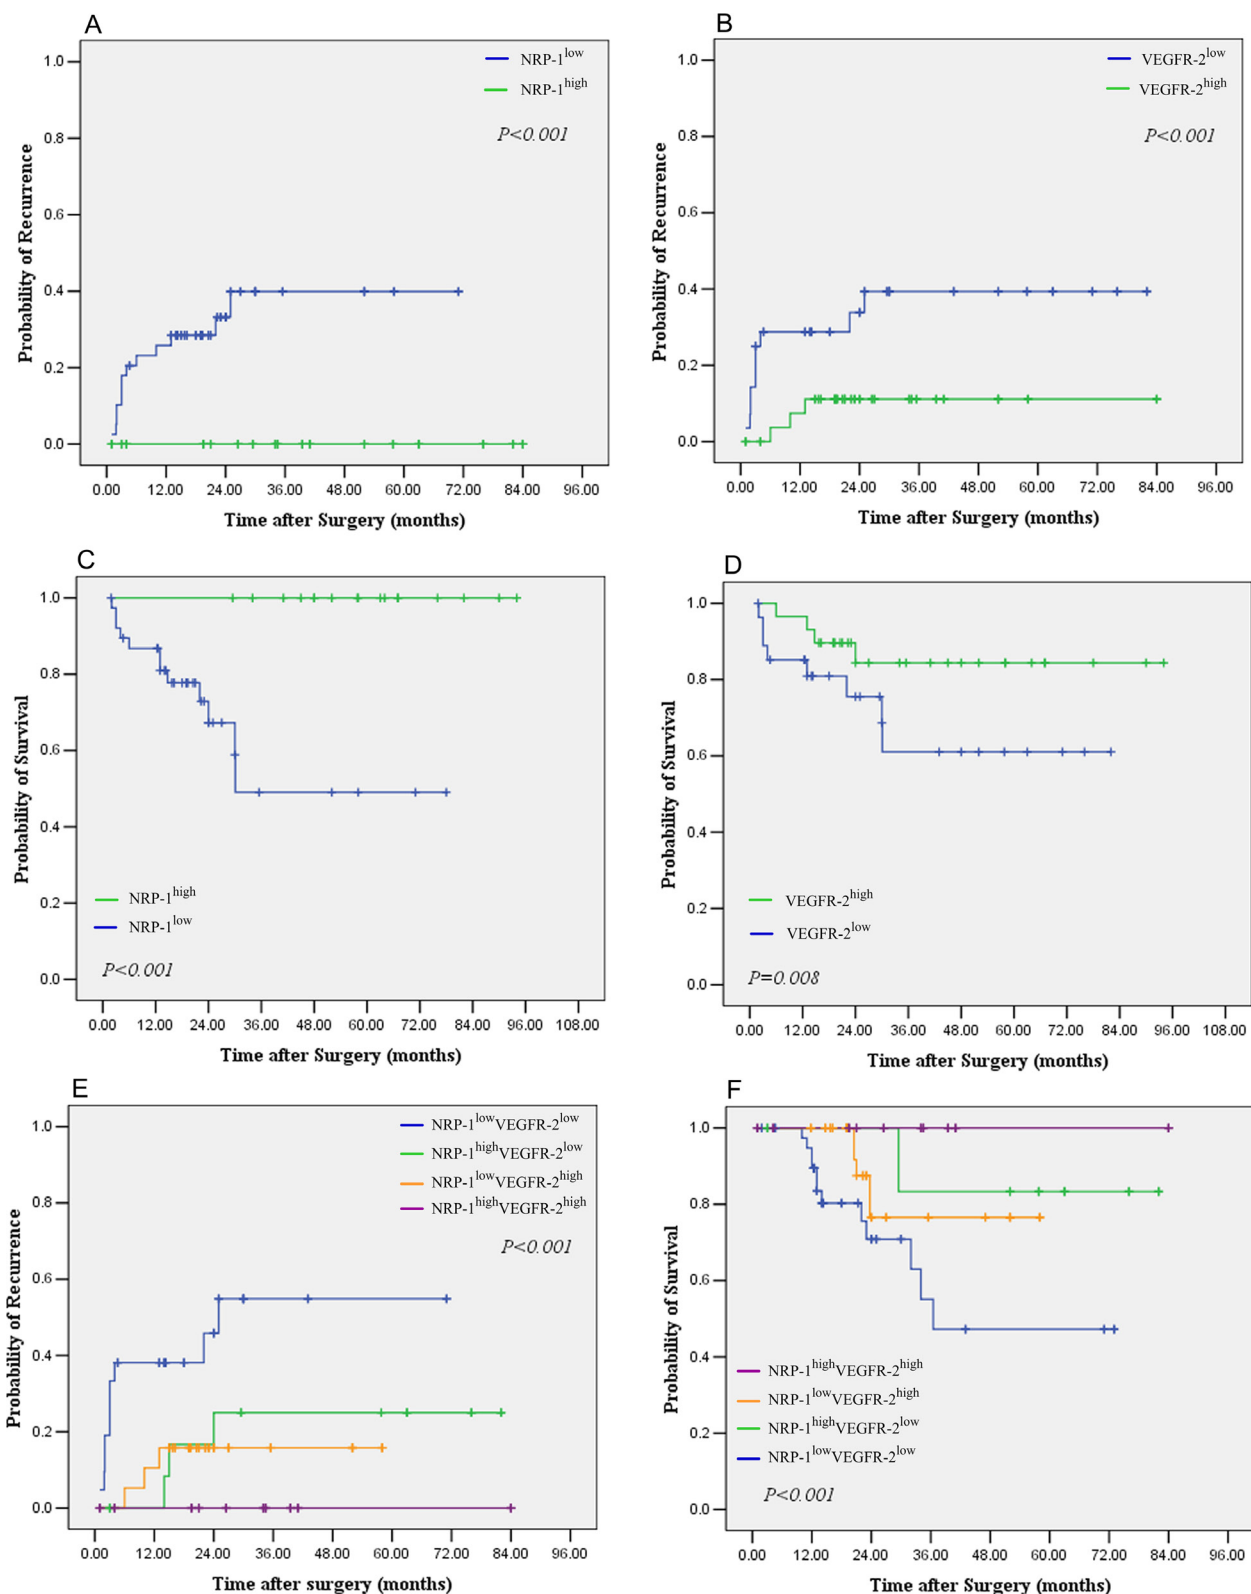 A
1.0
0.8
0.6
0.4
0.2
0.0
Probability of Recurrence
NRP-1low
NRP-1high
P<0.001
0.00 12.00 24.00 36.00 48.00 60.00 72.00 84.00 96.00
Time after Surgery (months)
B
1.0
0.8
0.6
0.4
0.2
0.0
Probability of Recurrence
VEGFR-2low
VEGFR-2high
P<0.001
0.00 12.00 24.00 36.00 48.00 60.00 72.00 84.00 96.00
Time after Surgery (months)
C
1.0
0.8
0.6
0.4
0.2
0.0
Probability of Survival
NRP-1high
NRP-1low
P<0.001
0.00 12.00 24.00 36.00 48.00 60.00 72.00 84.00 96.00 108.00
Time after Surgery (months)
D
1.0
0.8
0.6
0.4
0.2
0.0
Probability of Survival
VEGFR-2high
VEGFR-2low
P=0.008
0.00 12.00 24.00 36.00 48.00 60.00 72.00 84.00 96.00 108.00
Time after Surgery (months)
E
1.0
0.8
0.6
0.4
0.2
0.0
Probability of Recurrence
NRP-1lowVEGFR-2low
NRP-1highVEGFR-2low
NRP-1lowVEGFR-2high
NRP-1highVEGFR-2high
P<0.001
0.00 12.00 24.00 36.00 48.00 60.00 72.00 84.00 96.00
Time after surgery (months)
F
1.0
0.8
0.6
0.4
0.2
0.0
Probability of Survival
NRP-1highVEGFR-2high
NRP-1lowVEGFR-2high
NRP-1highVEGFR-2low
NRP-1lowVEGFR-2low
P<0.001
0.00 12.00 24.00 36.00 48.00 60.00 72.00 84.00 96.00
Time after Surgery (months)